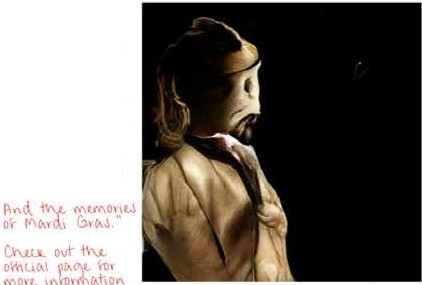 And the memories
of Mardi Gras."
Check out the
official page for
more information